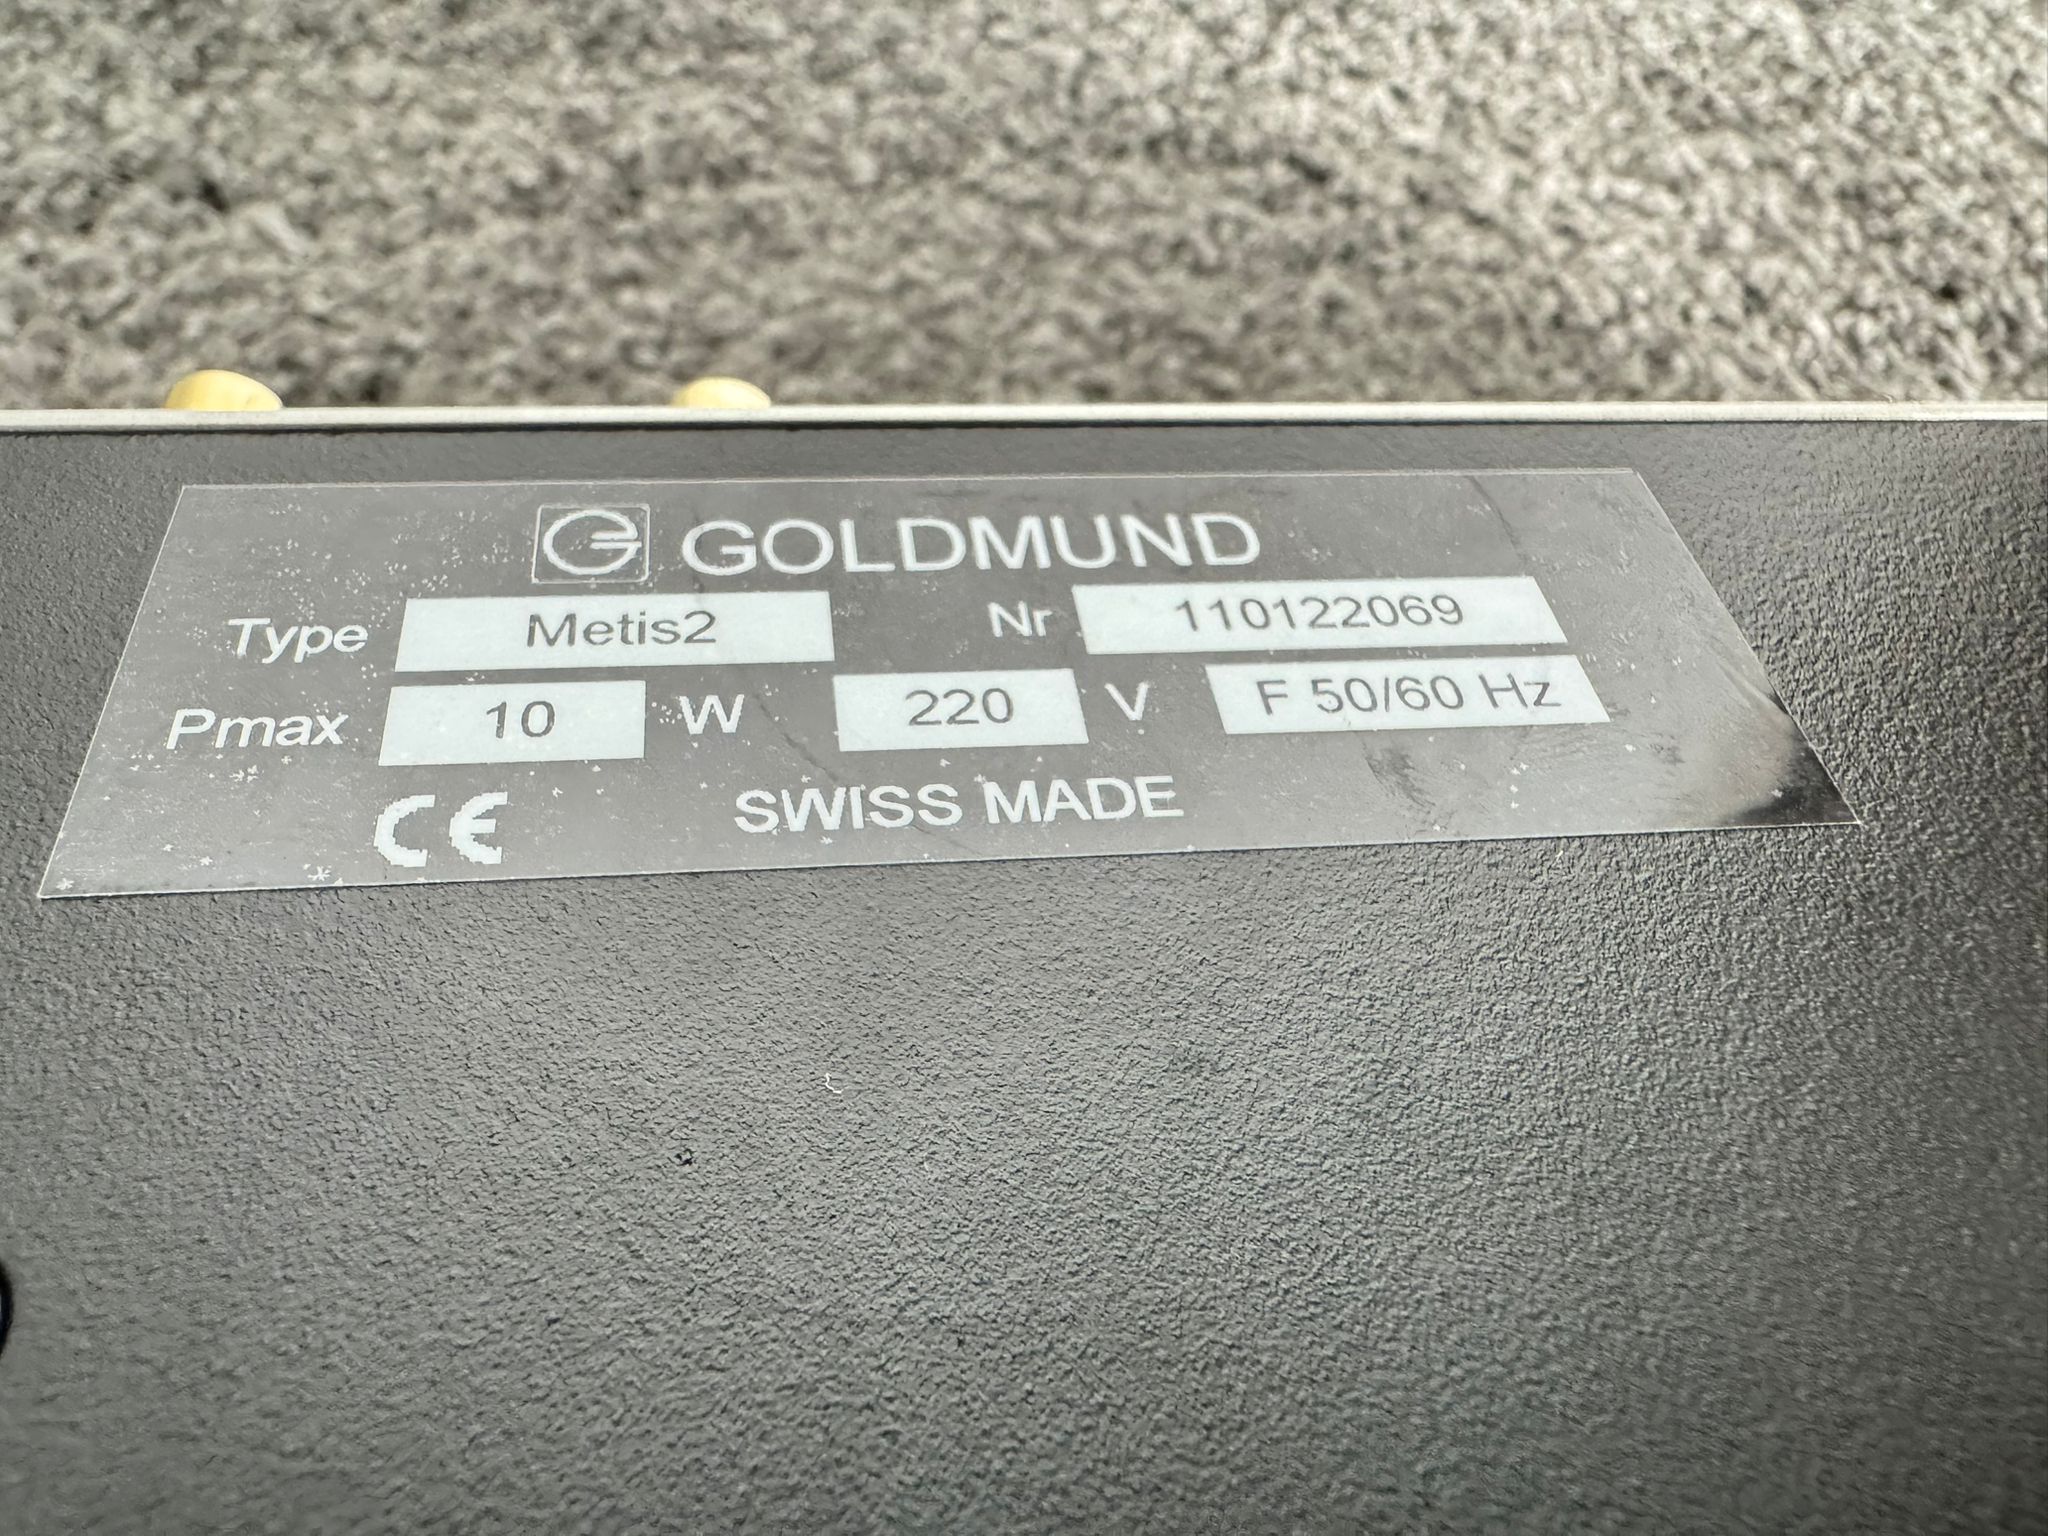 GOLDMUND
Type Metis2 Nr 110122069
Pmax 10 W 220 V F 50/60 Hz
CE SWISS MADE